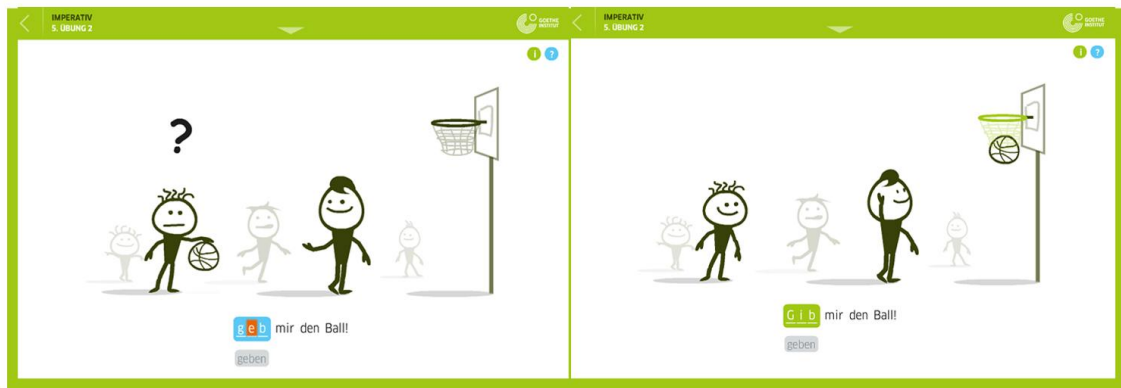 IMPERATIV
5. ÜBUNG 2
GOETHE
INSTITUT
i ?
?
geb mir den Ball!
geben
IMPERATIV
5. ÜBUNG 2
GOETHE
INSTITUT
i ?
Gib mir den Ball!
geben